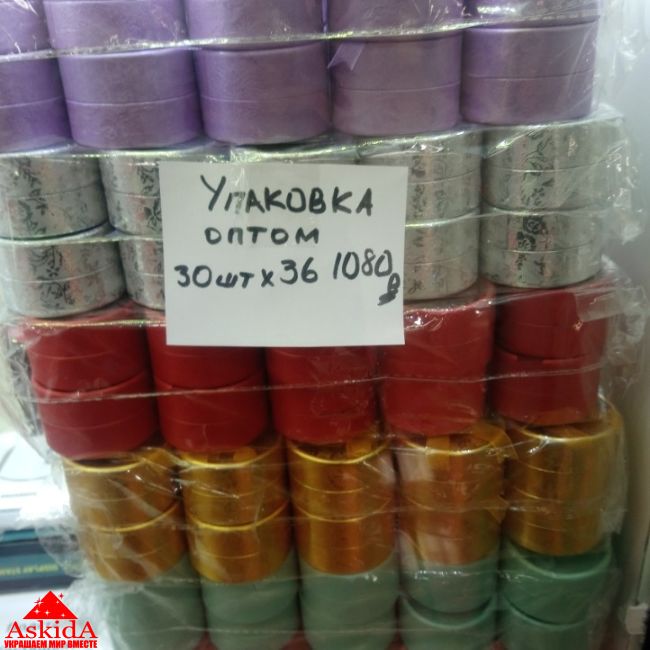 УПАКОВКА
ОПТОМ
30ШТ Х 36 1080 Р
AskidA
УКРАШАЕМ МИР ВМЕСТЕ